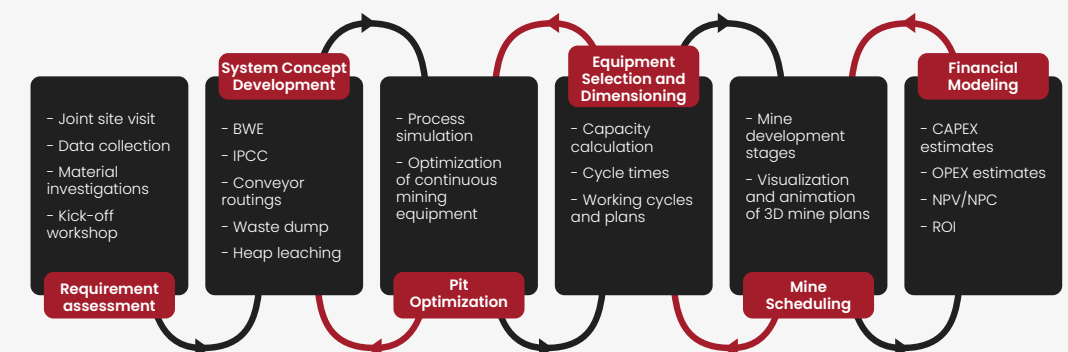 - Joint site visit
- Data collection
- Material
investigations
- Kick-off
workshop
Requirement
assessment
System Concept
Development
- BWE
- IPCC
- Conveyor
routings
- Waste dump
- Heap leaching
- Process
simulation
- Optimization
of continuous
mining
equipment
Pit
Optimization
Equipment
Selection and
Dimensioning
- Capacity
calculation
- Cycle times
- Working cycles
and plans
- Mine
development
stages
- Visualization
and animation
of 3D mine plans
Mine
Scheduling
Financial
Modeling
- CAPEX
estimates
- OPEX estimates
- NPV/NPC
- ROI